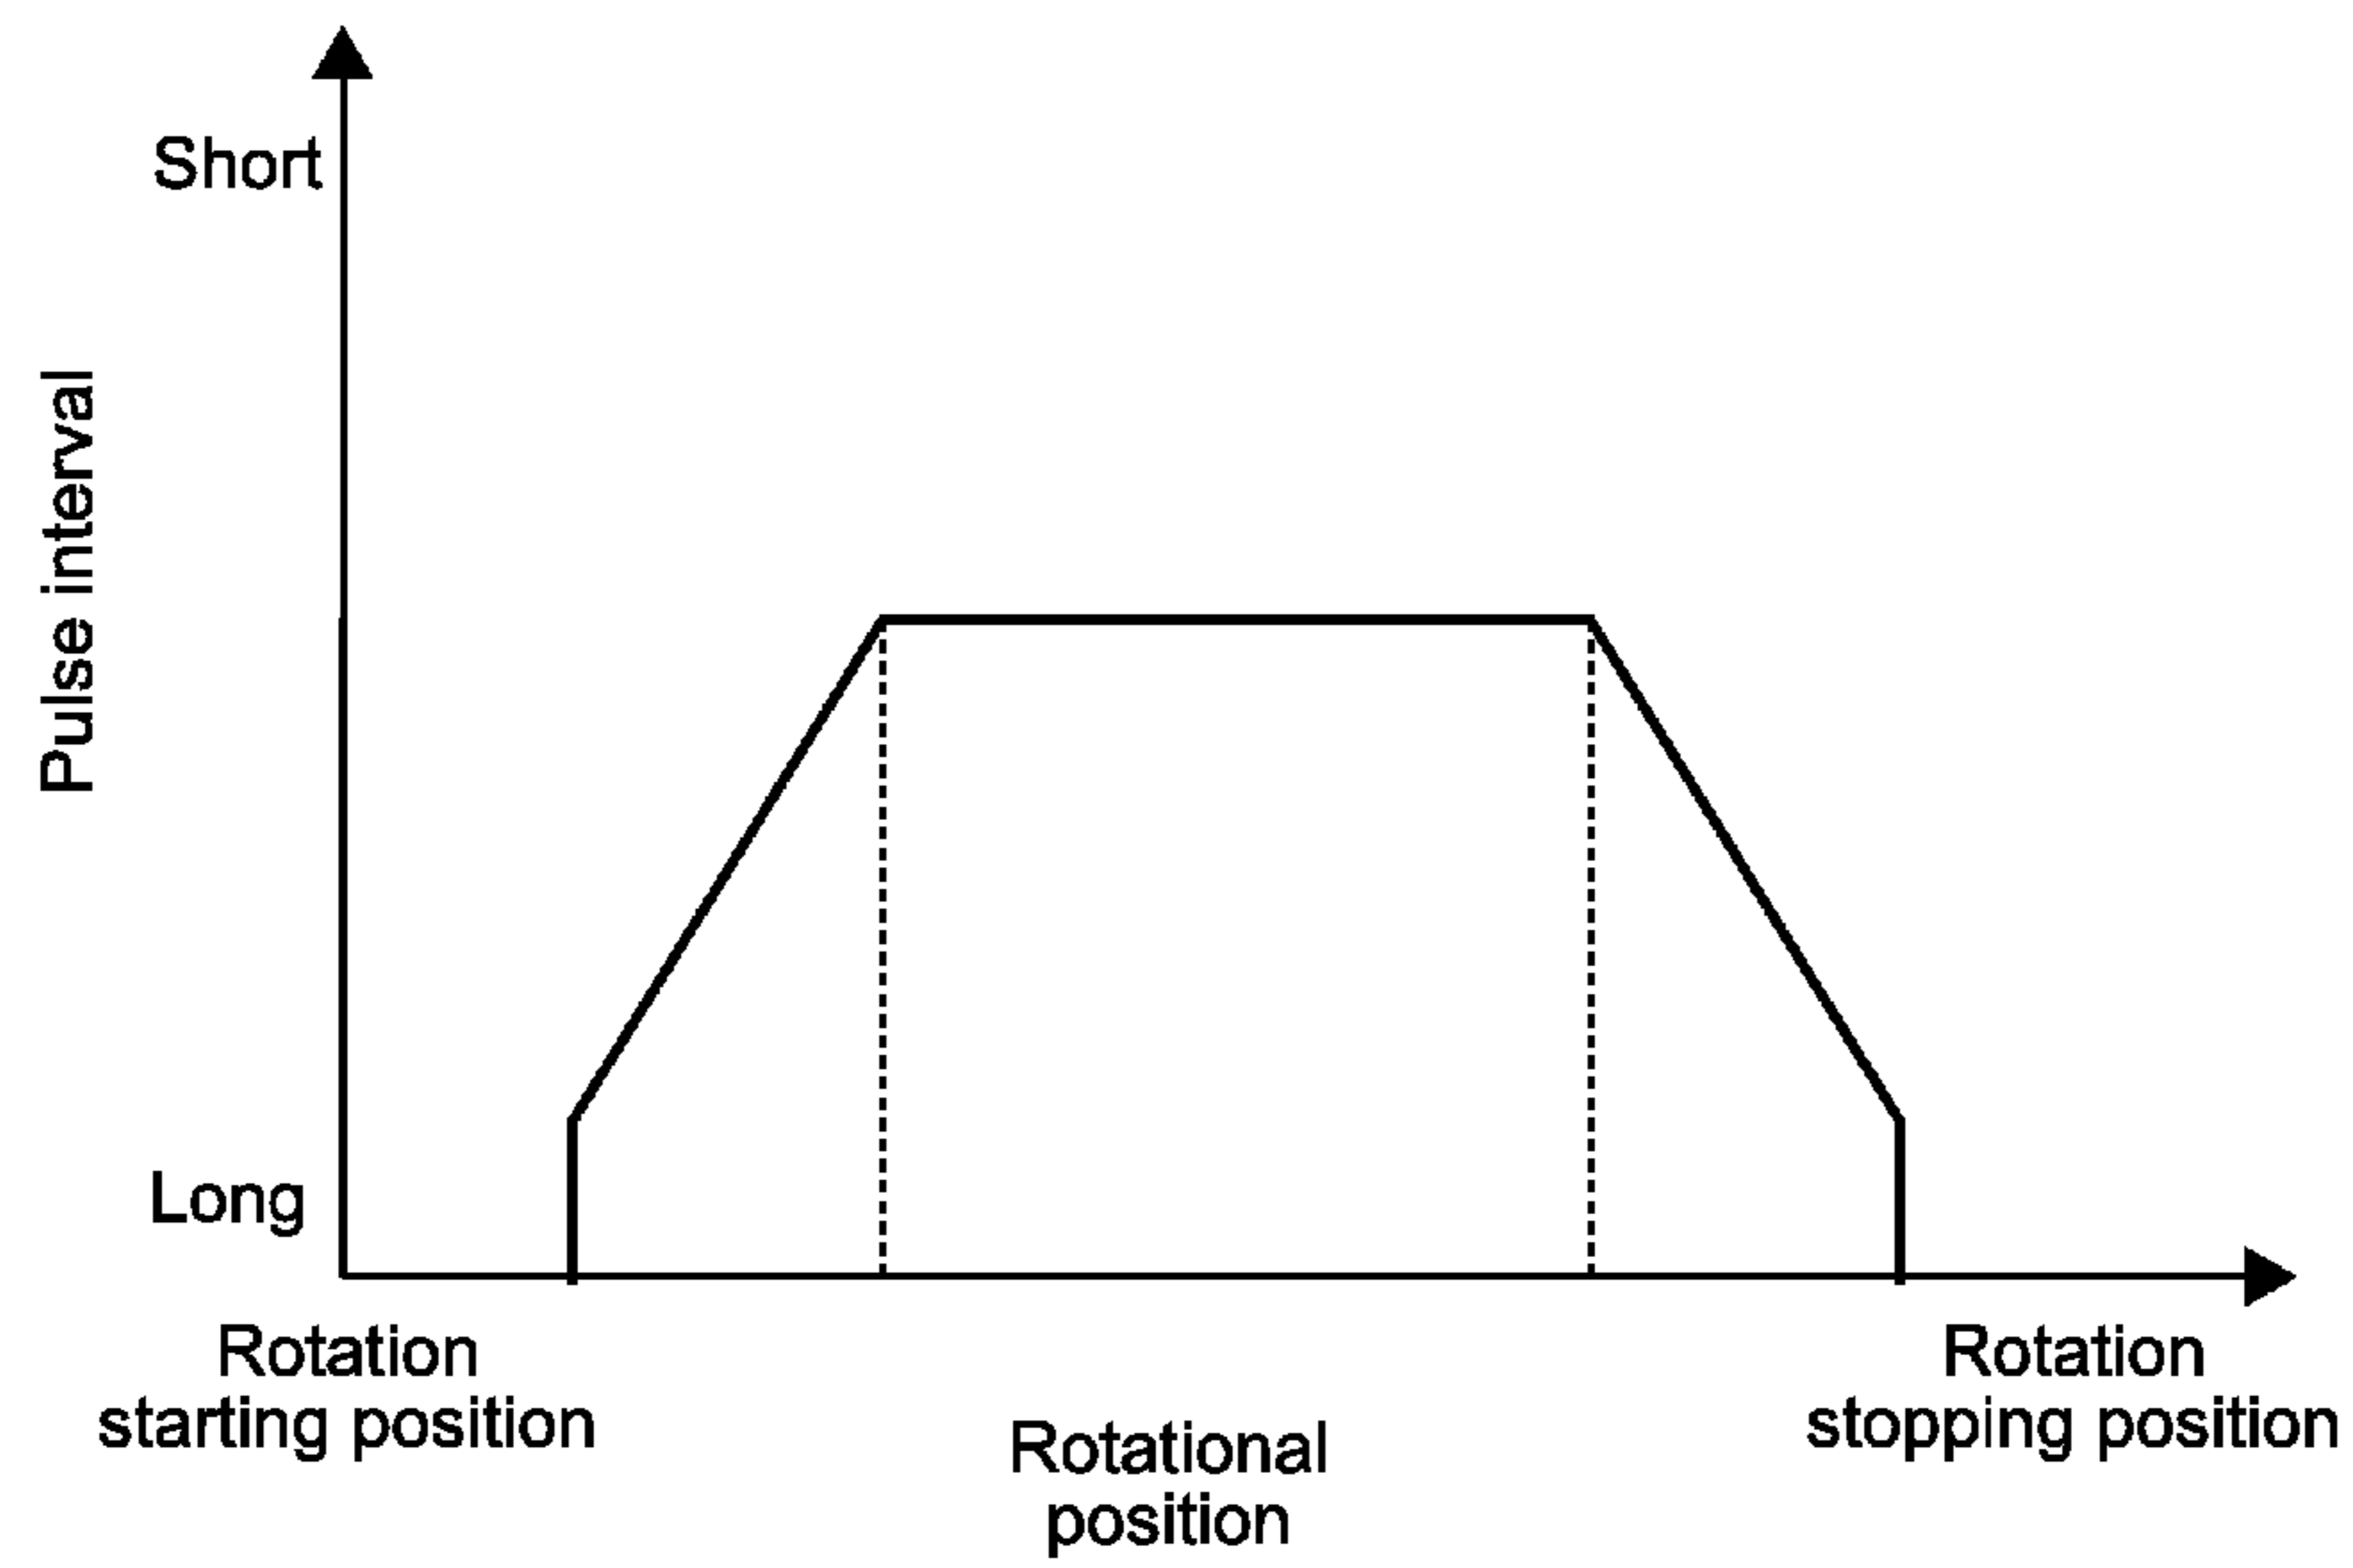 Short
Pulse interval
Long
Rotation
starting position
Rotational
position
Rotation
stopping position